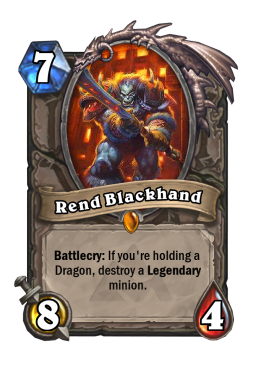 7
Rend Blackhand
Battlecry: If you're holding a
Dragon, destroy a Legendary
minion.
8
4